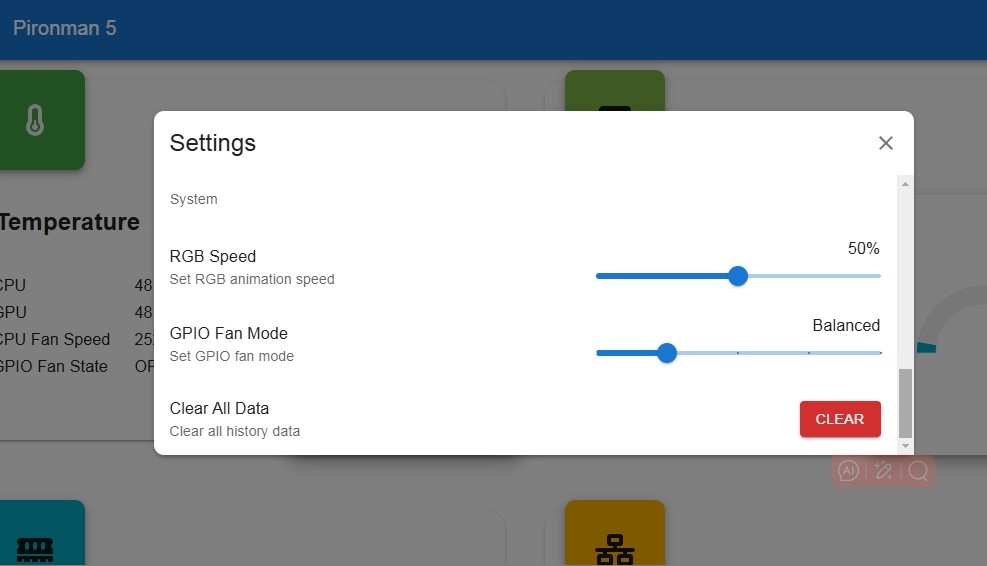 Pironman 5
Settings
System
RGB Speed
50%
Set RGB animation speed
GPIO Fan Mode
Balanced
Set GPIO fan mode
Clear All Data
CLEAR
Clear all history data
Temperature
CPU 48
GPU 48
CPU Fan Speed
GPIO Fan State
AI